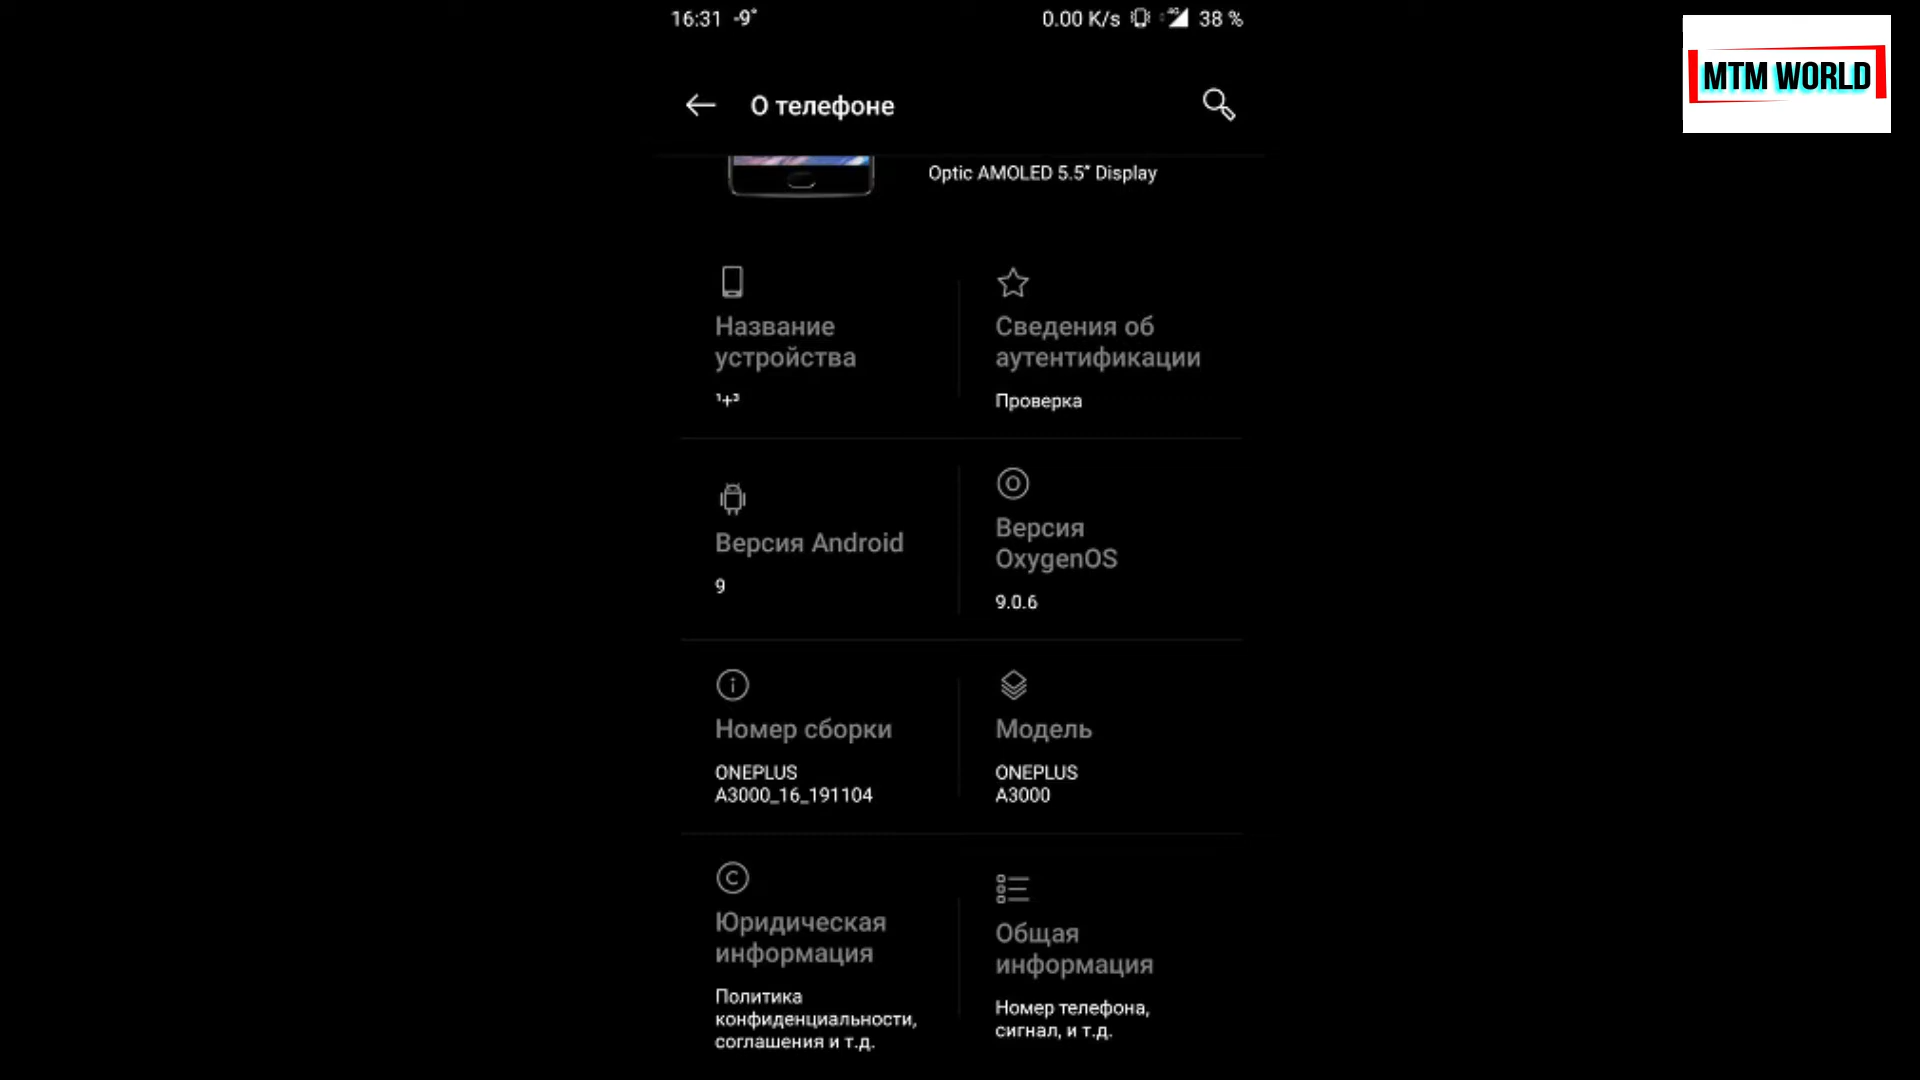 16:31 -9°
0.00 K/s 4G 38 %
MTM WORLD
О телефоне
Optic AMOLED 5.5" Display
Название
устройства
¹+³
Сведения об
аутентификации
Проверка
Версия Android
9
Версия
OxygenOS
9.0.6
Номер сборки
ONEPLUS
A3000_16_191104
Модель
ONEPLUS
A3000
Юридическая
информация
Политика
конфиденциальности,
соглашения и т.д.
Общая
информация
Номер телефона,
сигнал, и т.д.